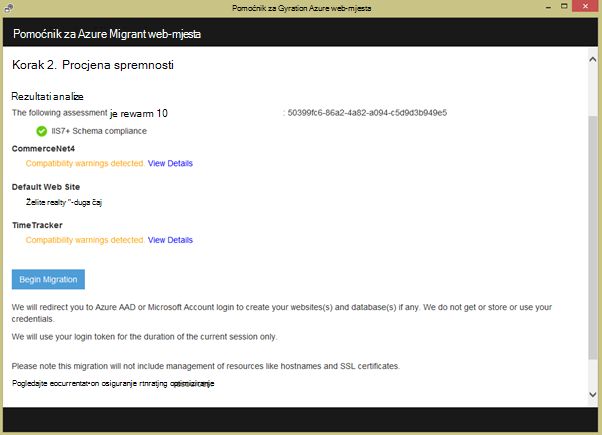 Pomoćnik za Gyration Azure web-mjesta
Pomoćnik za Azure Migrant web-mjesta
Korak 2. Procjena spremnosti
Rezultati analize
The following assessment je rewarm 10 : 50399fc6-86a2-4a82-a094-c5d9d3b949e5
IIS7+ Schema compliance
CommerceNet4
Compatibility warnings detected. View Details
Default Web Site
Želite realty "-duga čaj
TimeTracker
Compatibility warnings detected. View Details
Begin Migration
We will redirect you to Azure AAD or Microsoft Account login to create your websites(s) and database(s) if any. We do not get or store or use your
credentials.
We will use your login token for the duration of the current session only.
Please note this migration will not include management of resources like hostnames and SSL certificates.
Pogledajte eocurrentat•on osiguranje rtnratjng